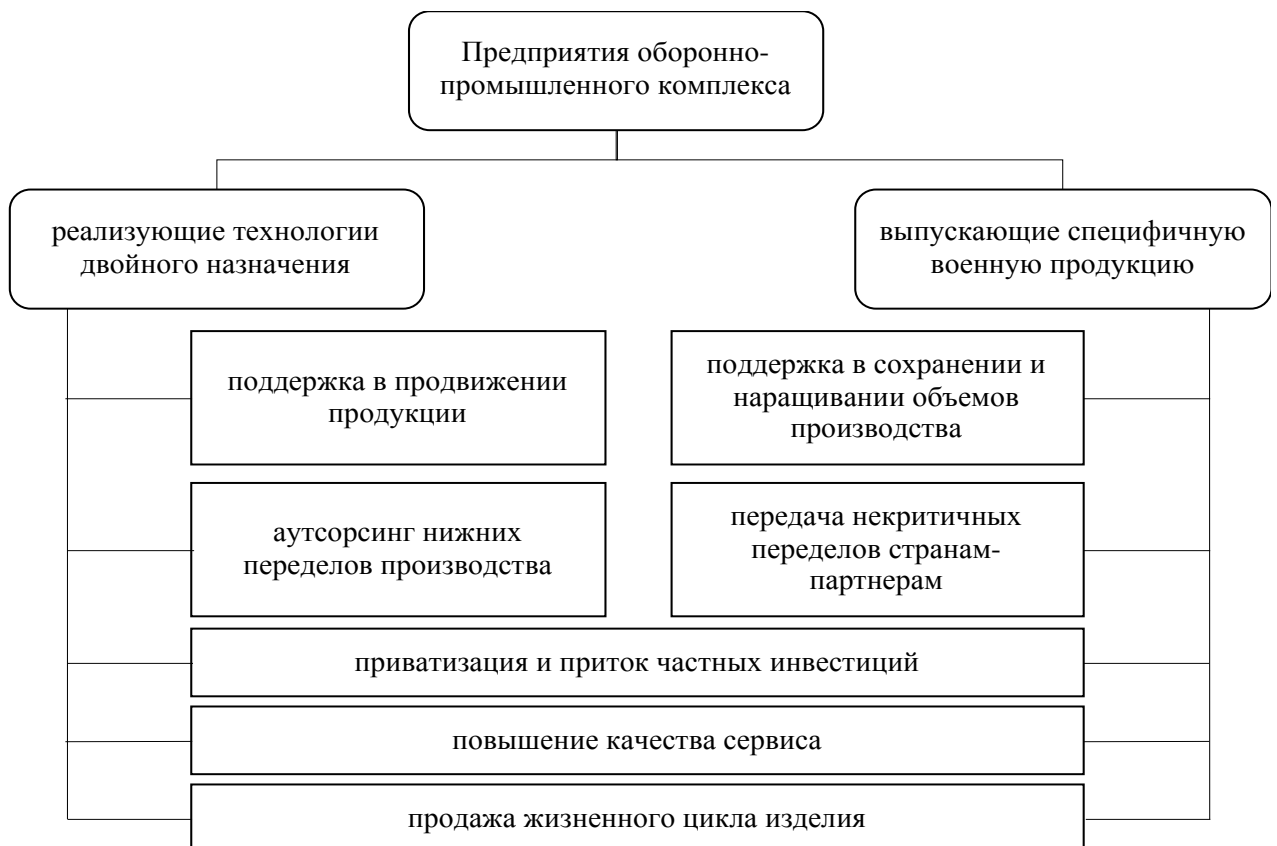 Предприятия оборонно-
промышленного комплекса
реализующие технологии
двойного назначения
выпускающие специфичную
военную продукцию
поддержка в продвижении
продукции
поддержка в сохранении и
наращивании объемов
производства
аутсорсинг нижних
переделов производства
передача некритичных
переделов странам-
партнерам
приватизация и приток частных инвестиций
повышение качества сервиса
продажа жизненного цикла изделия